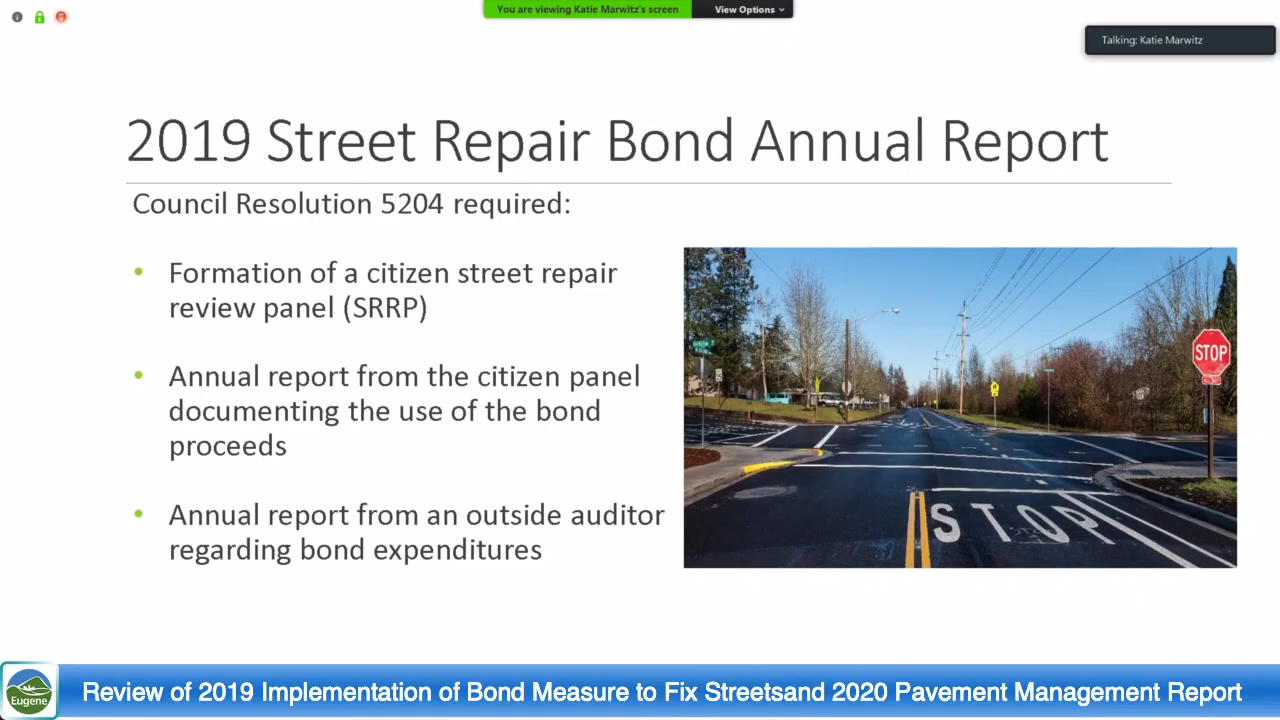 You are viewing Katie Marwitz's screen
View Options
Talking: Katie Marwitz
2019 Street Repair Bond Annual Report
Council Resolution 5204 required:
• Formation of a citizen street repair
review panel (SRRP)
• Annual report from the citizen panel
documenting the use of the bond
proceeds
• Annual report from an outside auditor
regarding bond expenditures
STOP
STOP
Eugene
Review of 2019 Implementation of Bond Measure to Fix Streetsand 2020 Pavement Management Report